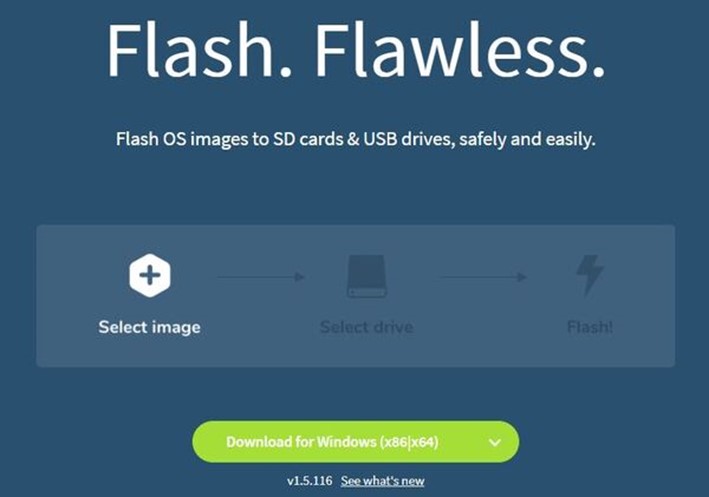 Flash. Flawless.
Flash OS images to SD cards & USB drives, safely and easily.
Select image
Select drive
Flash!
Download for Windows (x86|x64)
v1.5.116 See what's new